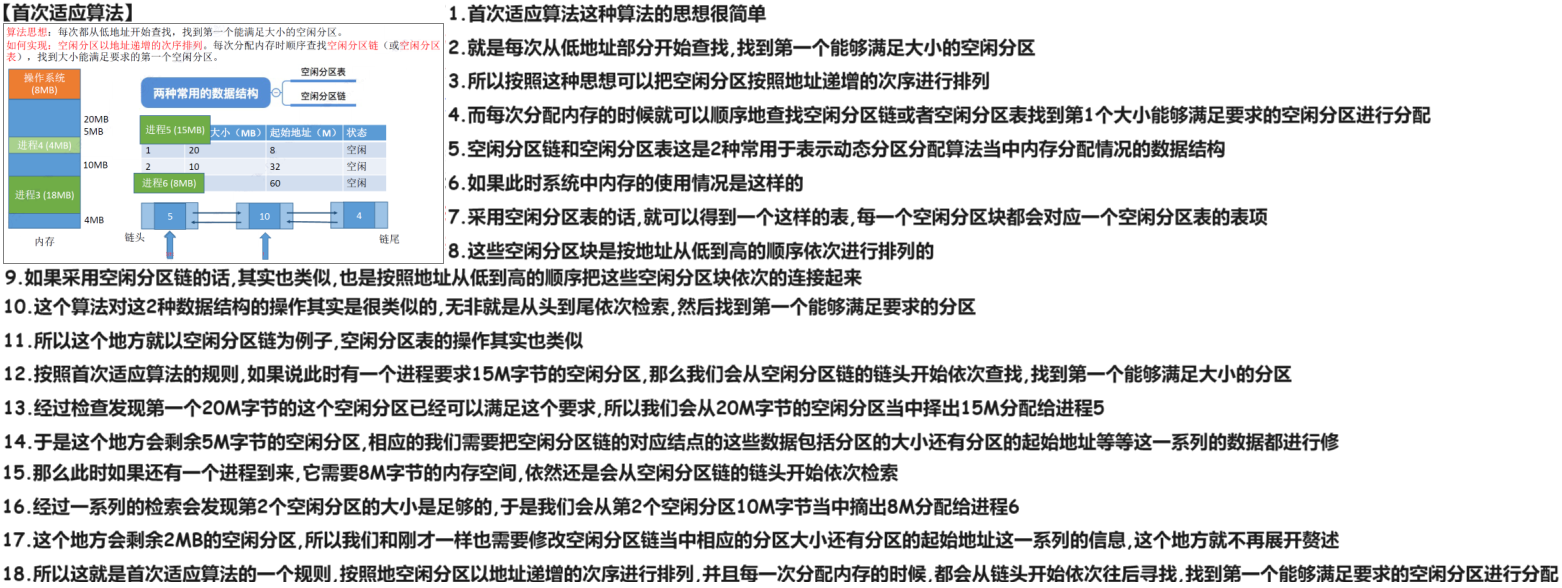 【首次适应算法】
算法思想：每次都从低地址开始查找，找到第一个能满足大小的空闲分区。
如何实现：空闲分区以地址递增的次序排列。每次分配内存时顺序查找空闲分区链（或空闲分区
表），找到大小能满足要求的第一个空闲分区。
操作系统
(8MB)
20MB
5MB
进程4 (4MB)
10MB
进程3 (18MB)
4MB
内存
两种常用的数据结构
空闲分区表
空闲分区链
进程5 (15MB) 大小（MB） 起始地址（M） 状态
1 20 8 空闲
2 10 32 空闲
进程6 (8MB) 60 空闲
5 10 4
链头 链尾
1.首次适应算法这种算法的思想很简单
2.就是每次从低地址部分开始查找,找到第一个能够满足大小的空闲分区
3.所以按照这种思想可以把空闲分区按照地址递增的次序进行排列
4.而每次分配内存的时候就可以顺序地查找空闲分区链或者空闲分区表找到第1个大小能够满足要求的空闲分区进行分配
5.空闲分区链和空闲分区表这是2种常用于表示动态分区分配算法当中内存分配情况的数据结构
6.如果此时系统中内存的使用情况是这样的
7.采用空闲分区表的话,就可以得到一个这样的表,每一个空闲分区块都会对应一个空闲分区表的表项
8.这些空闲分区块是按地址从低到高的顺序依次进行排列的
9.如果采用空闲分区链的话,其实也类似,也是按照地址从低到高的顺序把这些空闲分区块依次的连接起来
10.这个算法对这2种数据结构的操作其实是很类似的,无非就是从头到尾依次检索,然后找到第一个能够满足要求的分区
11.所以这个地方就以空闲分区链为例子,空闲分区表的操作其实也类似
12.按照首次适应算法的规则,如果说此时有一个进程要求15M字节的空闲分区,那么我们会从空闲分区链的链头开始依次查找,找到第一个能够满足大小的分区
13.经过检查发现第一个20M字节的这个空闲分区已经可以满足这个要求,所以我们会从20M字节的空闲分区当中择出15M分配给进程5
14.于是这个地方会剩余5M字节的空闲分区,相应的我们需要把空闲分区链的对应结点的这些数据包括分区的大小还有分区的起始地址等等这一系列的数据都进行修
15.那么此时如果还有一个进程到来,它需要8M字节的内存空间,依然还是会从空闲分区链的链头开始依次检索
16.经过一系列的检索会发现第2个空闲分区的大小是足够的,于是我们会从第2个空闲分区10M字节当中摘出8M分配给进程6
17.这个地方会剩余2MB的空闲分区,所以我们和刚才一样也需要修改空闲分区链当中相应的分区大小还有分区的起始地址这一系列的信息,这个地方就不再展开赘述
18.所以这就是首次适应算法的一个规则,按照地空闲分区以地址递增的次序进行排列,并且每一次分配内存的时候,都会从链头开始依次往后寻找,找到第一个能够满足要求的空闲分区进行分配